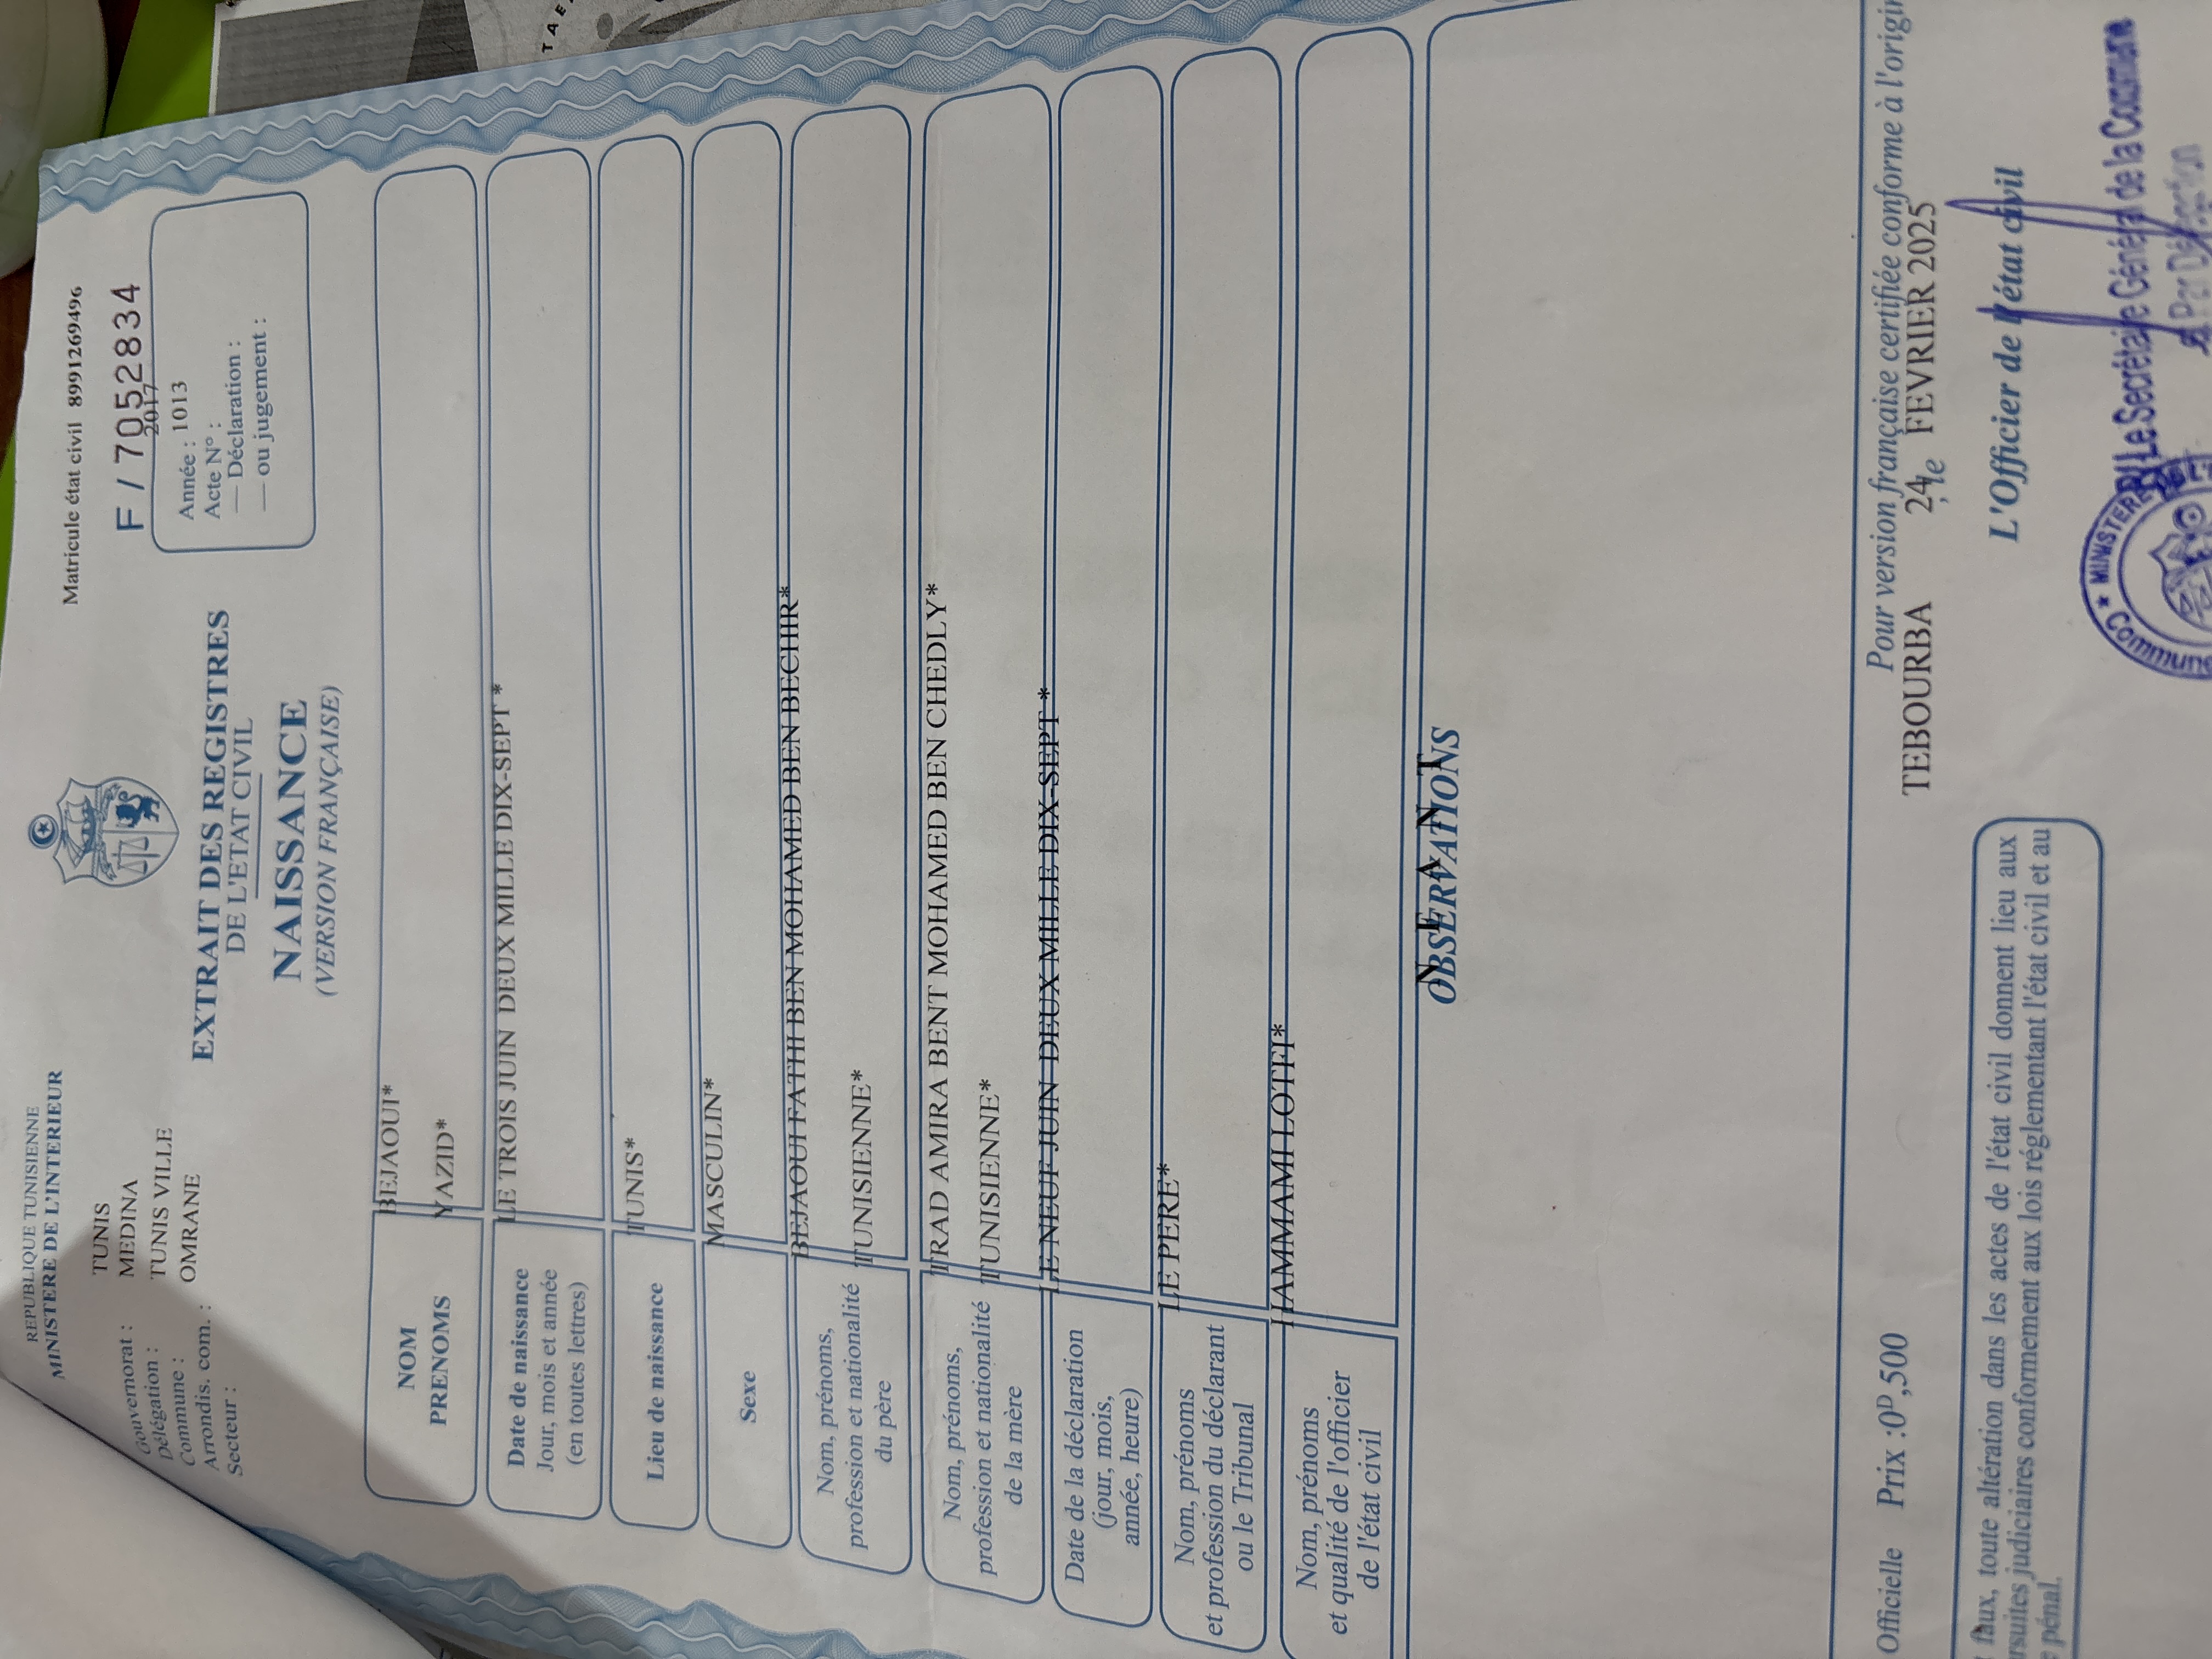 REPUBLIQUE TUNISIENNE
MINISTERE DE L'INTERIEUR
Gouvernorat : TUNIS
Délégation : MEDINA
Commune : TUNIS VILLE
Arrondis. com. : OMRANE
Secteur :
Matricule état civil 8991269496
F / 7052834
2017
Année : 1013
Acte N° :
— Déclaration :
— ou jugement :
EXTRAIT DES REGISTRES
DE L'ETAT CIVIL
NAISSANCE
(VERSION FRANÇAISE)
NOM BEJAOUI*
PRENOMS YAZID*
Date de naissance
Jour, mois et année
(en toutes lettres)
LE TROIS JUIN DEUX MILLE DIX-SEPT *
Lieu de naissance TUNIS*
Sexe MASCULIN*
Nom, prénoms,
profession et nationalité
du père
BEJAOUI FATHI BEN MOHAMED BEN BECHIR*
TUNISIENNE*
Nom, prénoms,
profession et nationalité
de la mère
TRAD AMIRA BENT MOHAMED BEN CHEDLY*
TUNISIENNE*
Date de la déclaration
(jour, mois,
année, heure)
LE NEUF JUIN DEUX MILLE DIX-SEPT *
Nom, prénoms
et profession du déclarant
ou le Tribunal
LE PERE*
Nom, prénoms
et qualité de l'officier
de l'état civil
HAMMAMI LOTFI*
OBSERVATIONS
N E A N T
Officielle Prix :0D,500
Pour version française certifiée conforme à l'origin
TEBOURBA , le 24 FEVRIER 2025
L'Officier de l'état civil
P/ Le Secrétaire Général de la Commune
Par Délégation
MINISTERE
Commune
faux, toute altération dans les actes de l'état civil donnent lieu aux
rsuites judiciaires conformement aux lois réglementant l'état civil et au
pénal.
TAE